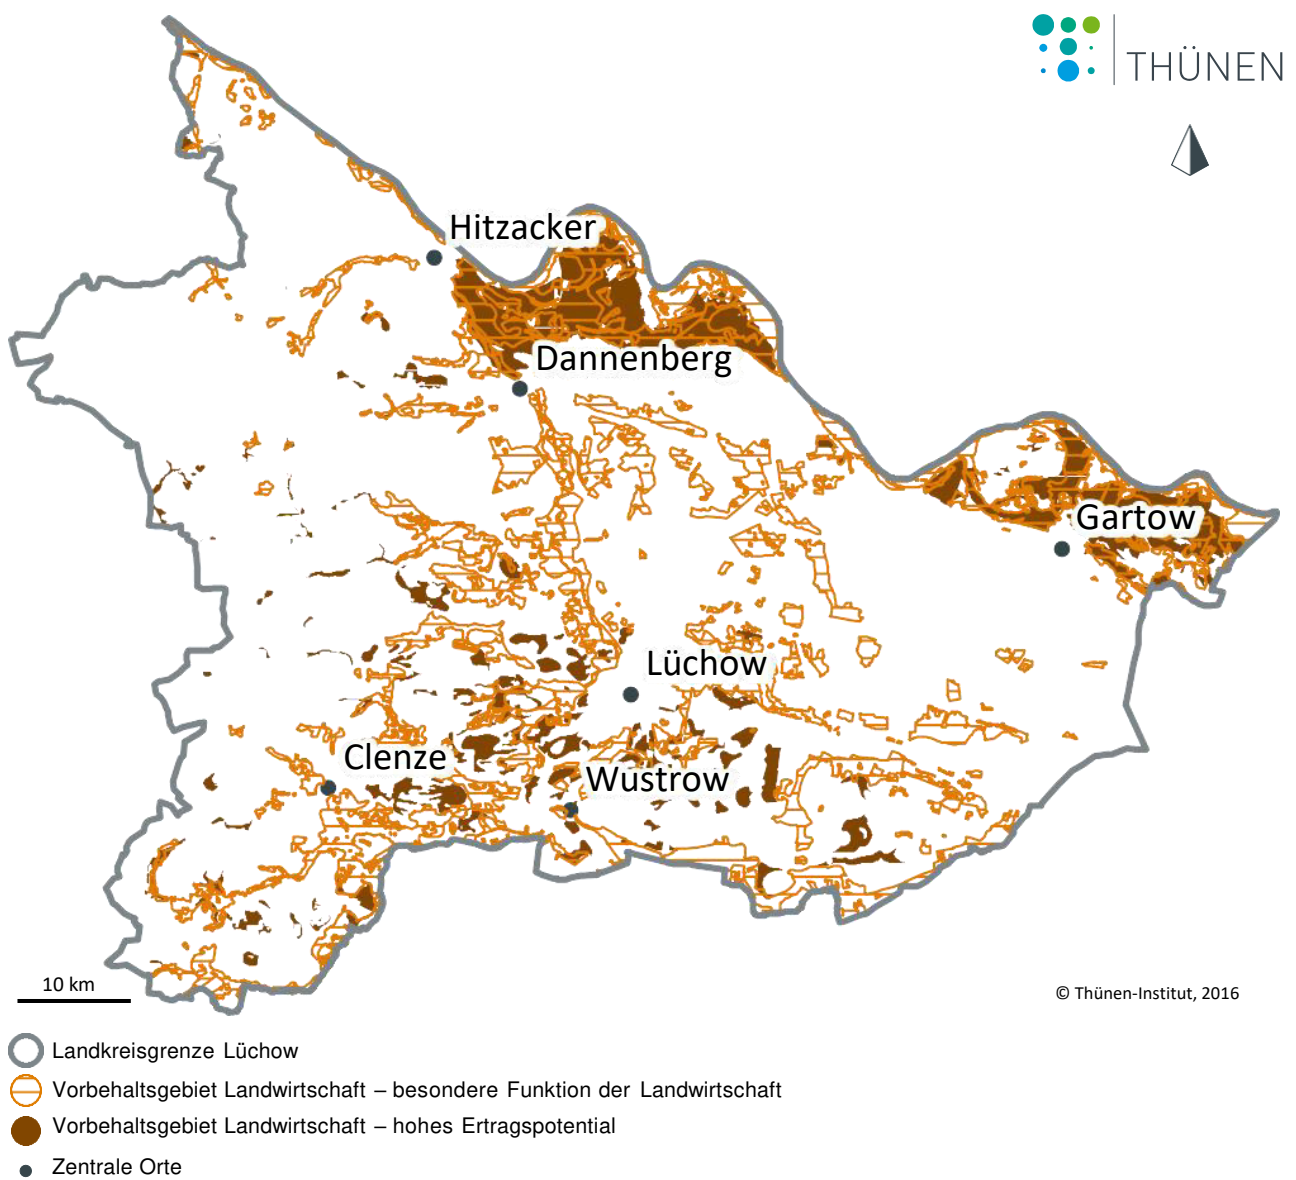 THÜNEN
Hitzacker
Dannenberg
Gartow
Lüchow
Clenze
Wustrow
10 km
© Thünen-Institut, 2016
Landkreisgrenze Lüchow
Vorbehaltsgebiet Landwirtschaft – besondere Funktion der Landwirtschaft
Vorbehaltsgebiet Landwirtschaft – hohes Ertragspotential
Zentrale Orte